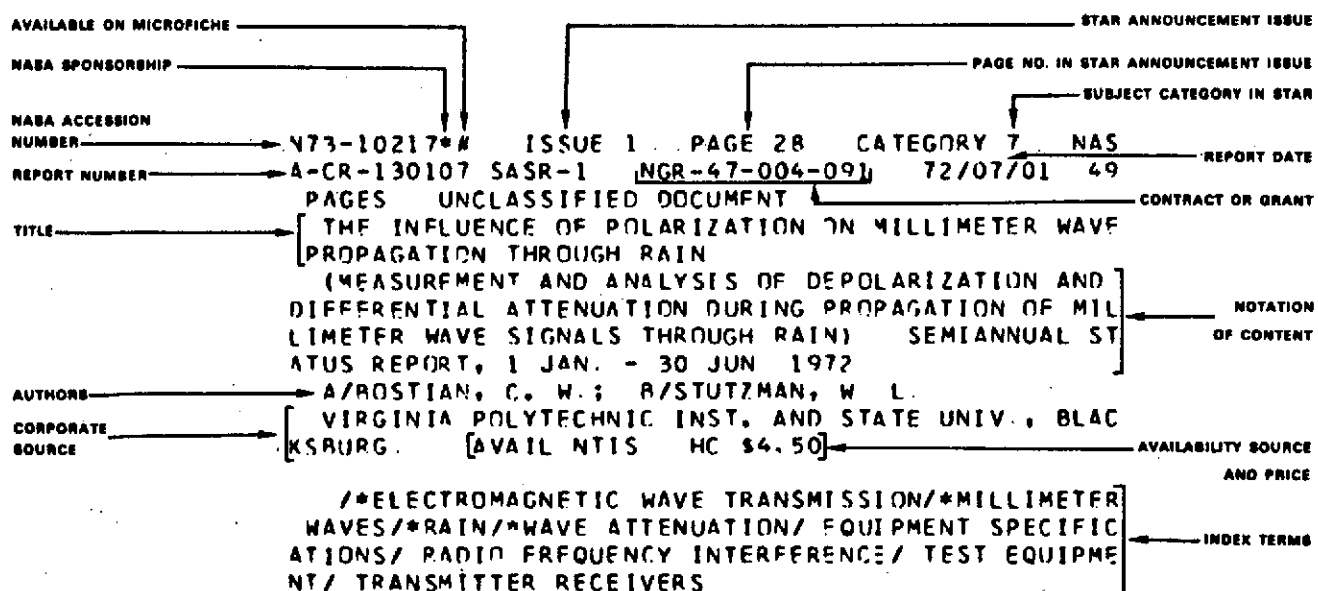 AVAILABLE ON MICROFICHE
STAR ANNOUNCEMENT ISSUE
NASA SPONSORSHIP
PAGE NO. IN STAR ANNOUNCEMENT ISSUE
SUBJECT CATEGORY IN STAR
NASA ACCESSION
NUMBER N73-10217*# ISSUE 1 PAGE 28 CATEGORY 7 NAS
REPORT DATE
REPORT NUMBER A-CR-130107 SASR-1 NGR-47-004-091 72/07/01 49
PAGES UNCLASSIFIED DOCUMENT
CONTRACT OR GRANT
TITLE THE INFLUENCE OF POLARIZATION ON MILLIMETER WAVE
PROPAGATION THROUGH RAIN
(MEASUREMENT AND ANALYSIS OF DEPOLARIZATION AND
DIFFERENTIAL ATTENUATION DURING PROPAGATION OF MIL
NOTATION
LIMETER WAVE SIGNALS THROUGH RAIN) SEMIANNUAL ST
OF CONTENT
ATUS REPORT, 1 JAN. - 30 JUN 1972
AUTHORS A/BOSTIAN, C. W.; B/STUTZMAN, W L.
CORPORATE
SOURCE
VIRGINIA POLYTECHNIC INST. AND STATE UNIV., BLAC
KSBURG. AVAIL NTIS HC $4.50
AVAILABILITY SOURCE
AND PRICE
/*ELECTROMAGNETIC WAVE TRANSMISSION/*MILLIMETER
WAVES/*RAIN/*WAVE ATTENUATION/ EQUIPMENT SPECIFIC
ATIONS/ RADIO FREQUENCY INTERFERENCE/ TEST EQUIPME
INDEX TERMS
NT/ TRANSMITTER RECEIVERS